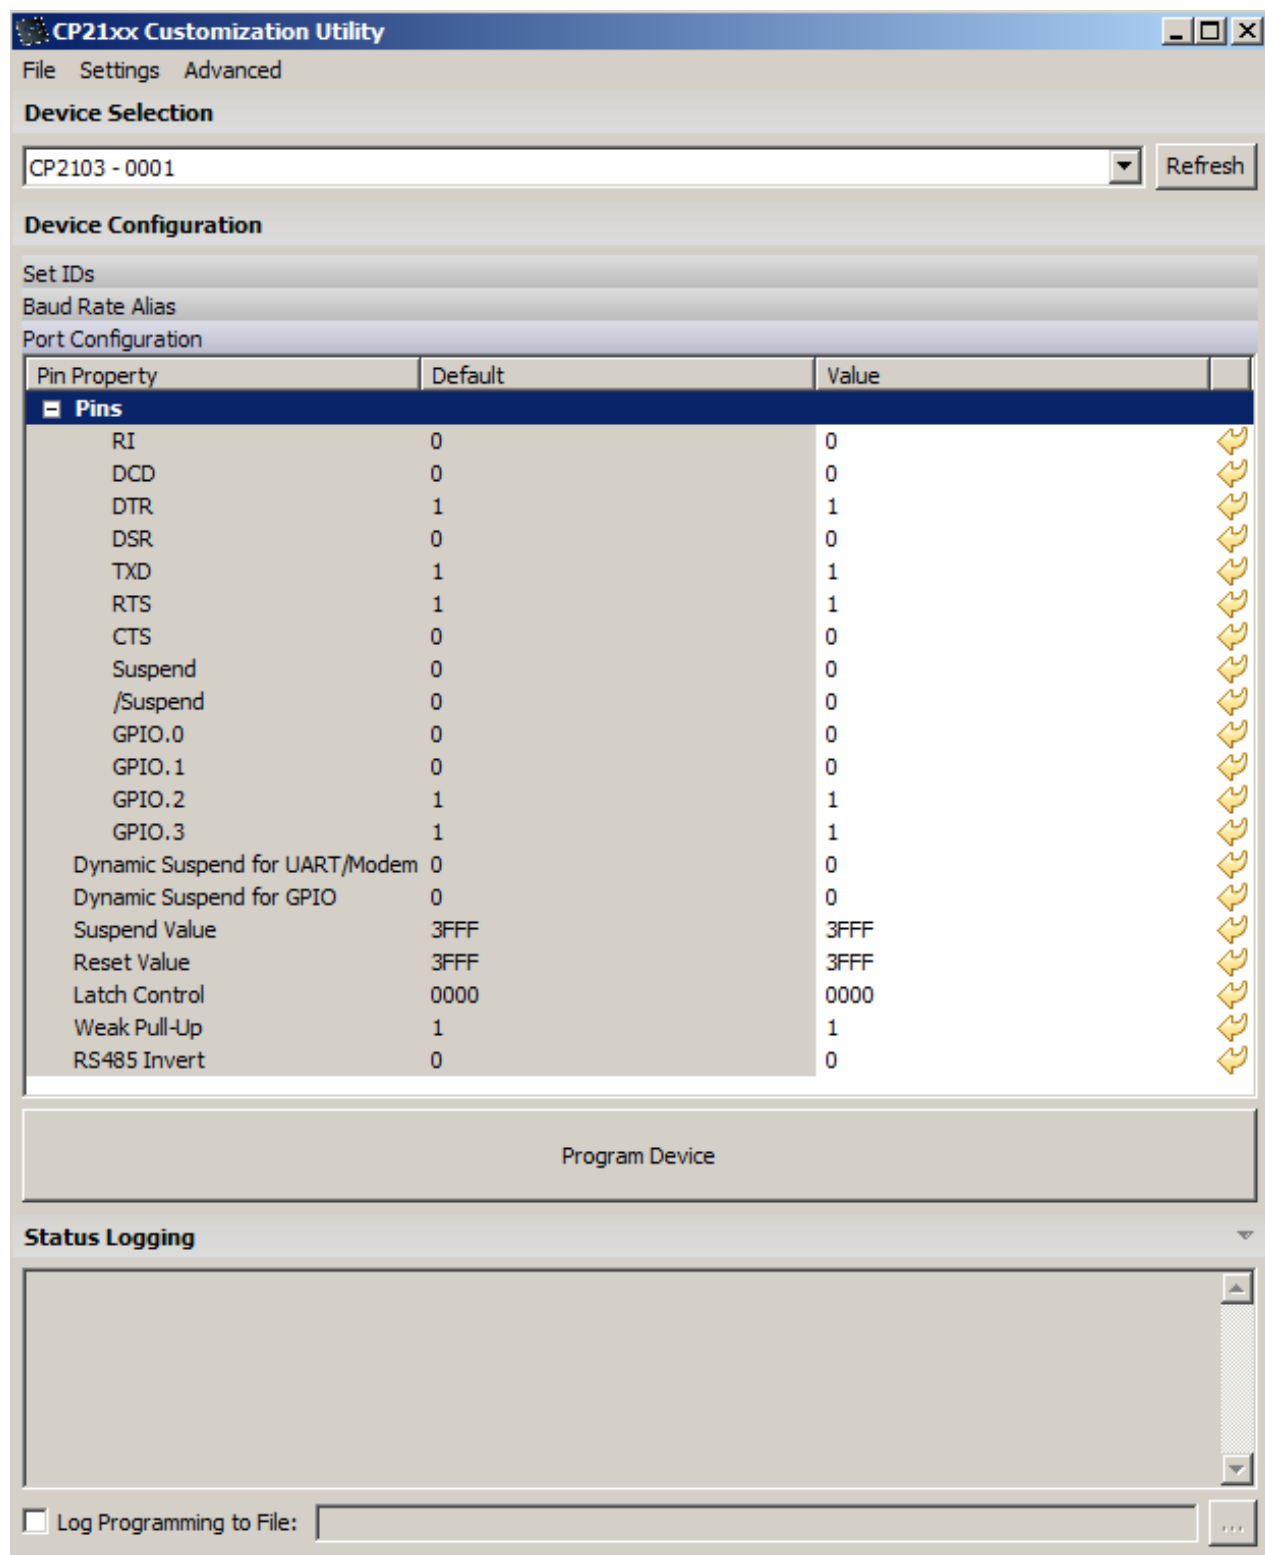 CP21xx Customization Utility
File Settings Advanced
Device Selection
CP2103 - 0001 Refresh
Device Configuration
Set IDs
Baud Rate Alias
Port Configuration
Pin Property Default Value
Pins
RI 0 0
DCD 0 0
DTR 1 1
DSR 0 0
TXD 1 1
RTS 1 1
CTS 0 0
Suspend 0 0
/Suspend 0 0
GPIO.0 0 0
GPIO.1 0 0
GPIO.2 1 1
GPIO.3 1 1
Dynamic Suspend for UART/Modem 0 0
Dynamic Suspend for GPIO 0 0
Suspend Value 3FFF 3FFF
Reset Value 3FFF 3FFF
Latch Control 0000 0000
Weak Pull-Up 1 1
RS485 Invert 0 0
Program Device
Status Logging
Log Programming to File: ...